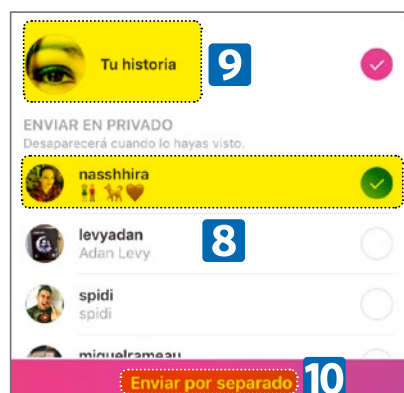 Tu historia
9
ENVIAR EN PRIVADO
Desaparecerá cuando lo hayas visto.
nasshhira
👬 🐈 🤎
levyadan
Adan Levy
8
spidi
spidi
miguelrameau
Enviar por separado
10